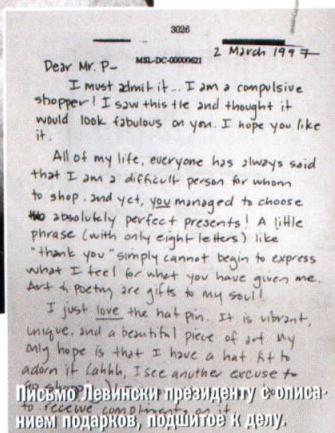 3026
MSL-DC-00000621
2 March 1997
Dear Mr. P-
I must admit it... I am a compulsive
shopper! I saw this tie and thought it
would look fabulous on you. I hope you like
it.
All of my life, everyone has always said
that I am a difficult person for whom
to shop. and yet, you managed to choose
two absolutely perfect presents! A little
phrase (with only eight letters) like
"thank you" simply cannot begin to express
what I feel for what you have given me.
Art & poetry are gifts to my soul!
I just love the hat pin. It is vibrant,
unique, and a beautiful piece of art. My
only hope is that I have a hat fit to
adorn it (ahhh, I see another excuse to
go shopping)
to receive compliments on it.
Письмо Левински президенту с описа-
нием подарков, подшитое к делу.